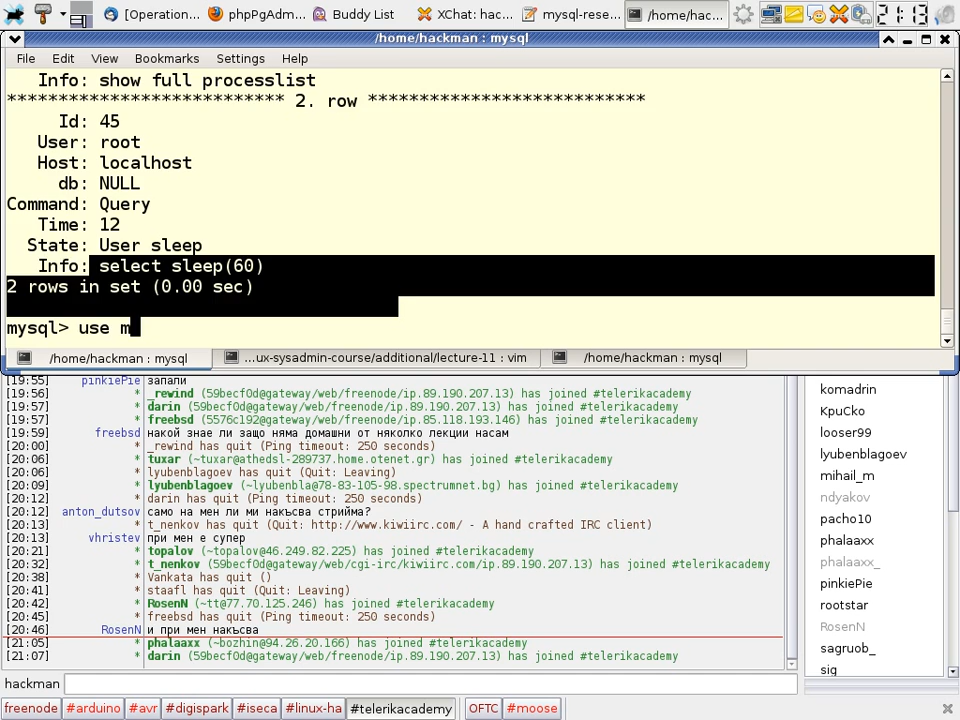 [Operation...
phpPgAdm...
Buddy List
XChat: hac...
mysql-rese...
/home/hac...
21:13
/home/hackman : mysql
File Edit View Bookmarks Settings Help
Info: show full processlist
*************************** 2. row ***************************
Id: 45
User: root
Host: localhost
db: NULL
Command: Query
Time: 12
State: User sleep
Info: select sleep(60)
2 rows in set (0.00 sec)
mysql> use m
/home/hackman : mysql
...ux-sysadmin-course/additional/lecture-11 : vim
/home/hackman : mysql
[19:55] pinkiePie запали
[19:56] * _rewind (59becf0d@gateway/web/freenode/ip.89.190.207.13) has joined #telerikacademy
[19:57] * darin (59becf0d@gateway/web/freenode/ip.89.190.207.13) has joined #telerikacademy
[19:57] * freebsd (5576c192@gateway/web/freenode/ip.85.118.193.146) has joined #telerikacademy
[19:59] freebsd накой знае ли защо няма домашни от няколко лекции насам
[20:00] * _rewind has quit (Ping timeout: 250 seconds)
[20:06] * tuxar (~tuxar@athedsl-289737.home.otenet.gr) has joined #telerikacademy
[20:06] * lyubenblagoev has quit (Quit: Leaving)
[20:09] * lyubenblagoev (~lyubenbla@78-83-105-98.spectrumnet.bg) has joined #telerikacademy
[20:12] * darin has quit (Ping timeout: 250 seconds)
[20:12] anton_dutsov само на мен ли ми накъсва стрийма?
[20:13] * t_nenkov has quit (Quit: http://www.kiwiirc.com/ - A hand crafted IRC client)
[20:13] vhristev при мен е супер
[20:21] * topalov (~topalov@46.249.82.225) has joined #telerikacademy
[20:32] * t_nenkov (59becf0d@gateway/web/cgi-irc/kiwiirc.com/ip.89.190.207.13) has joined #telerikacademy
[20:38] * Vankata has quit ()
[20:41] * staafl has quit (Quit: Leaving)
[20:42] * RosenN (~tt@77.70.125.246) has joined #telerikacademy
[20:45] * freebsd has quit (Ping timeout: 250 seconds)
[20:46] RosenN и при мен накъсва
[21:05] * phalaaxx (~bozhin@94.26.20.166) has joined #telerikacademy
[21:07] * darin (59becf0d@gateway/web/freenode/ip.89.190.207.13) has joined #telerikacademy
komadrin
KpuCko
looser99
lyubenblagoev
mihail_m
ndyakov
pacho10
phalaaxx
phalaaxx_
pinkiePie
rootstar
RosenN
sagruob_
sig
hackman
freenode #arduino #avr #digispark #iseca #linux-ha #telerikacademy OFTC #moose